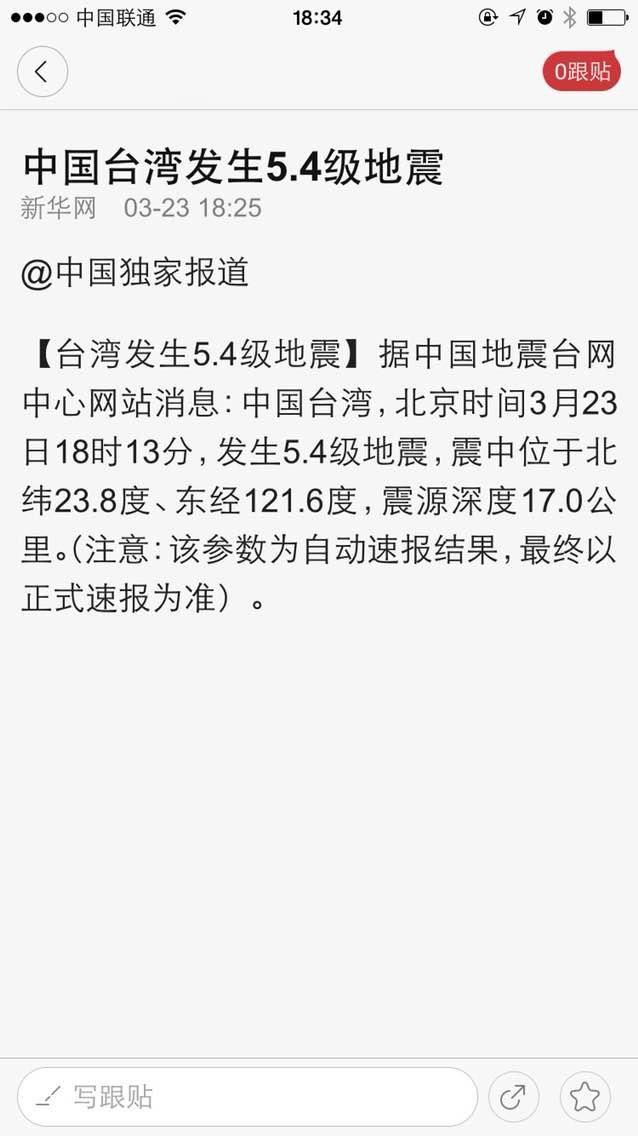 中国联通
18:34
0跟贴
中国台湾发生5.4级地震
新华网 03-23 18:25
@中国独家报道
【台湾发生5.4级地震】据中国地震台网
中心网站消息:中国台湾,北京时间3月23
日18时13分,发生5.4级地震,震中位于北
纬23.8度、东经121.6度,震源深度17.0公
里。(注意:该参数为自动速报结果,最终以
正式速报为准)。
写跟贴